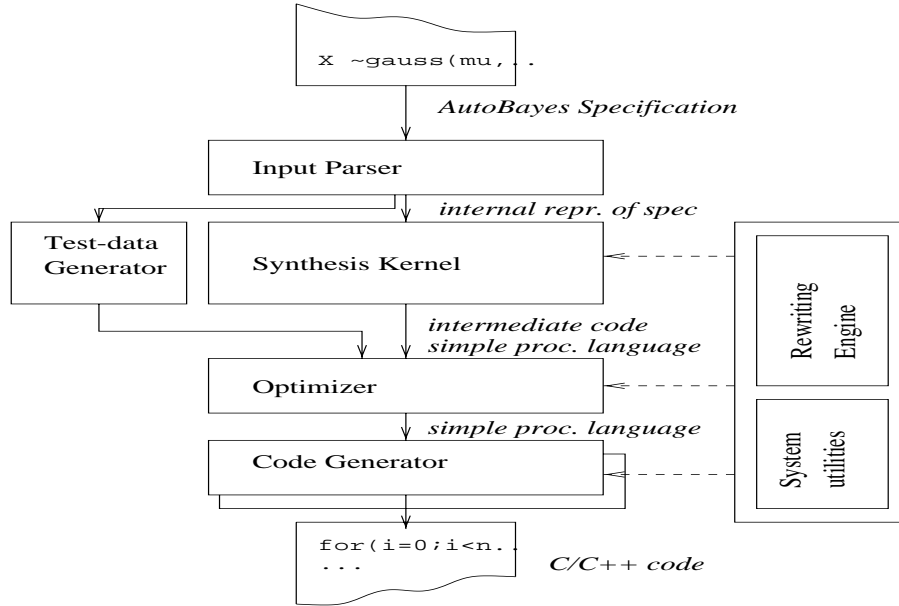 X ~gauss(mu,..
AutoBayes Specification
Input Parser
internal repr. of spec
Test-data
Generator
Synthesis Kernel
Rewriting
Engine
intermediate code
simple proc. language
Optimizer
simple proc. language
Code Generator
System
utilities
for(i=0;i<n..
...
C/C++ code